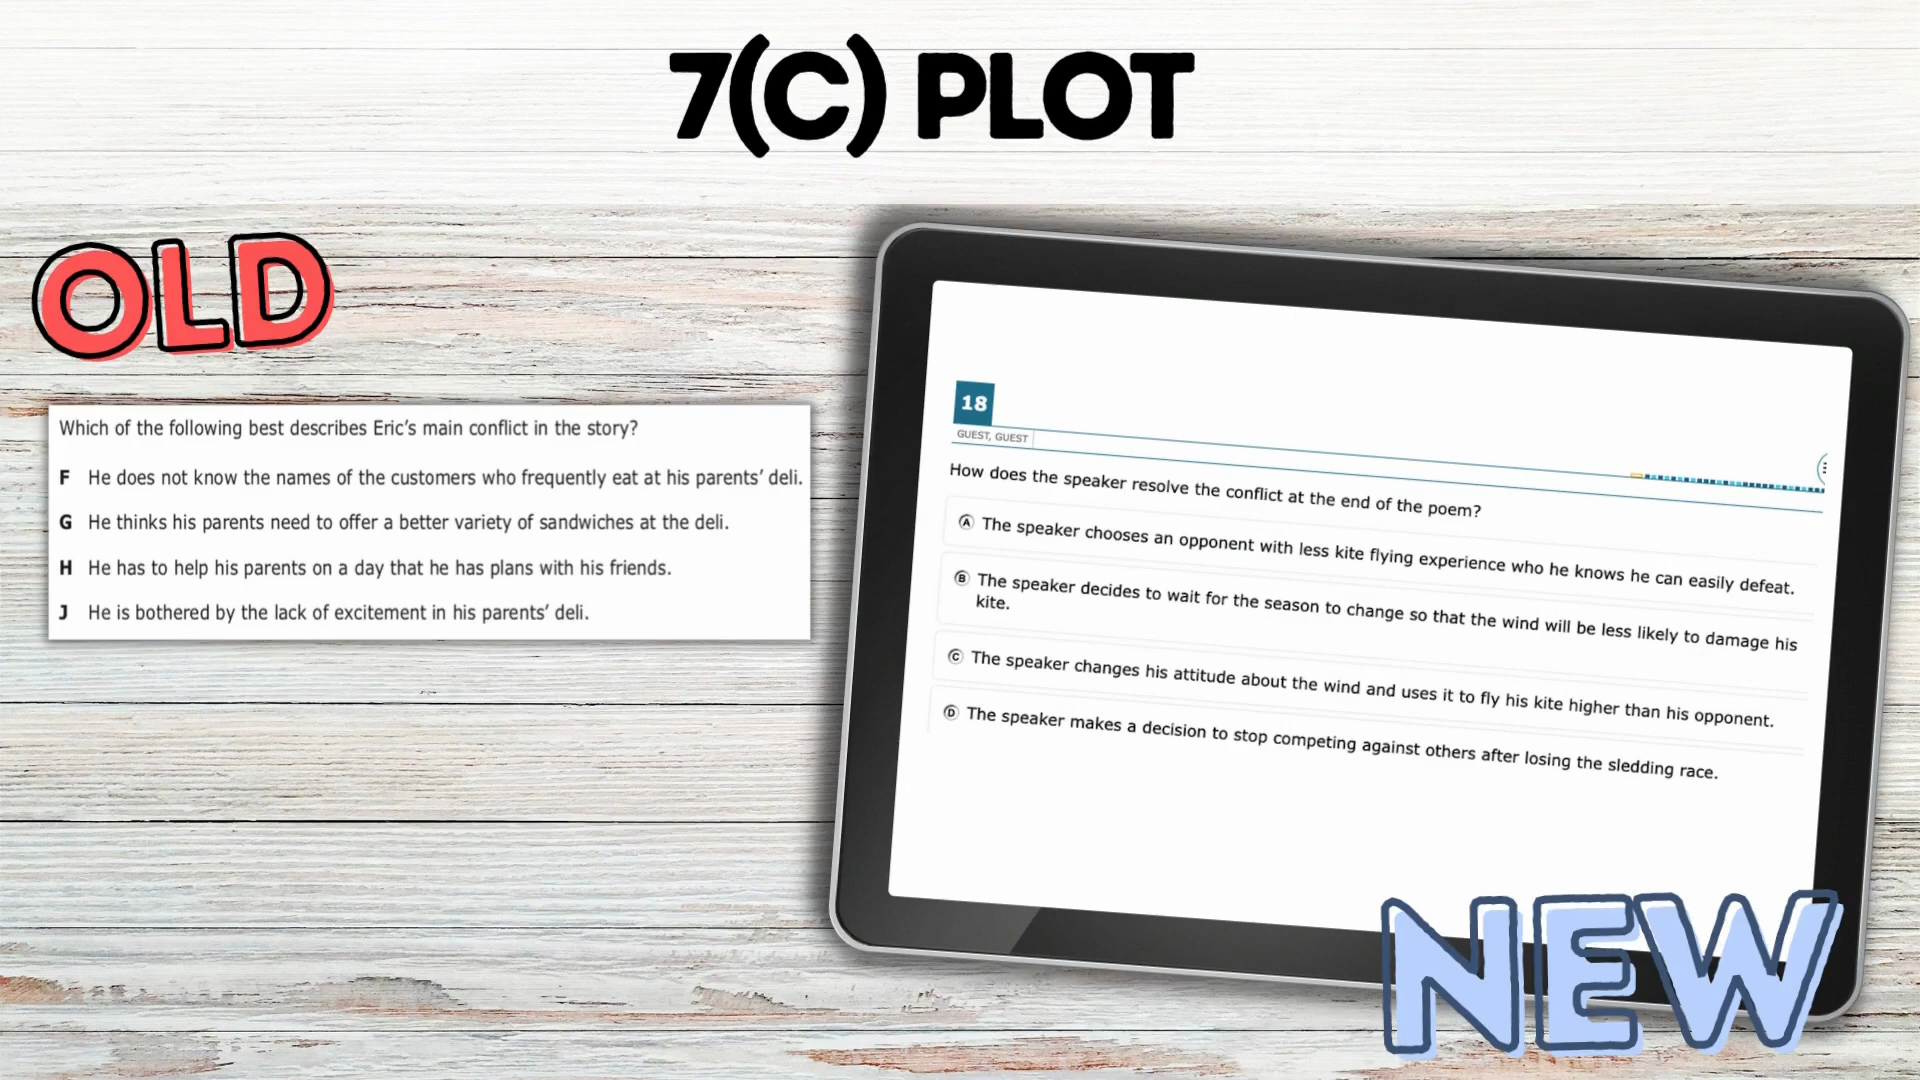 7(C) PLOT
OLD
Which of the following best describes Eric's main conflict in the story?
F He does not know the names of the customers who frequently eat at his parents' deli.
G He thinks his parents need to offer a better variety of sandwiches at the deli.
H He has to help his parents on a day that he has plans with his friends.
J He is bothered by the lack of excitement in his parents' deli.
18
GUEST, GUEST
How does the speaker resolve the conflict at the end of the poem?
A The speaker chooses an opponent with less kite flying experience who he knows he can easily defeat.
B The speaker decides to wait for the season to change so that the wind will be less likely to damage his
kite.
C The speaker changes his attitude about the wind and uses it to fly his kite higher than his opponent.
D The speaker makes a decision to stop competing against others after losing the sledding race.
NEW